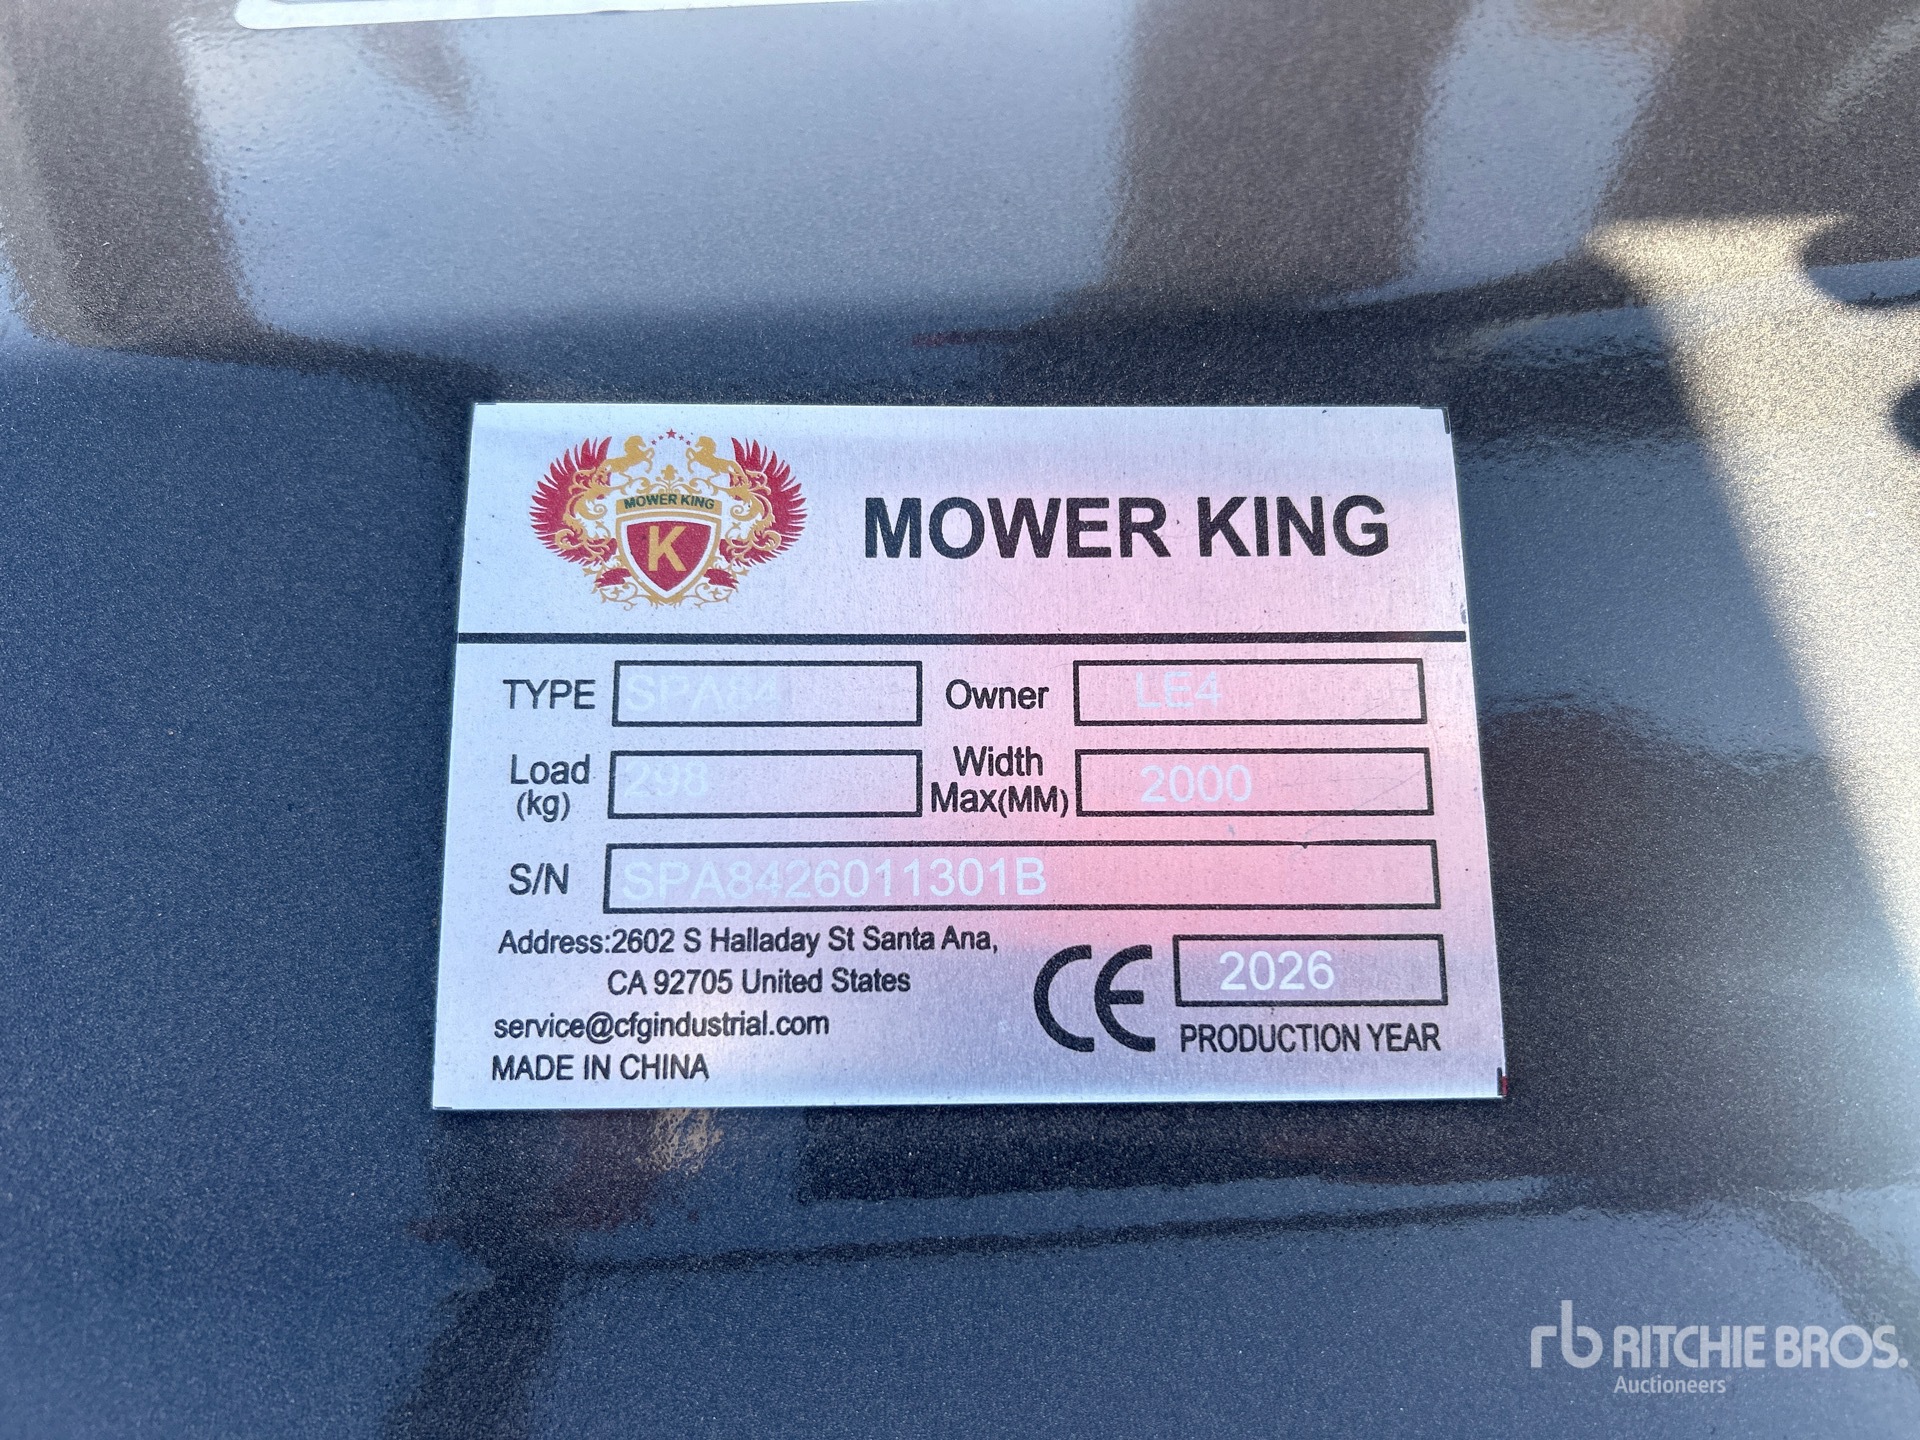 MOWER KING
K
MOWER KING
TYPE SPA84 Owner LE4
Load (kg) 298 Width Max(MM) 2000
S/N SPA8426011301B
Address:2602 S Halladay St Santa Ana,
CA 92705 United States
service@cfgindustrial.com
MADE IN CHINA
CE 2026
PRODUCTION YEAR
rb RITCHIE BROS.
Auctioneers